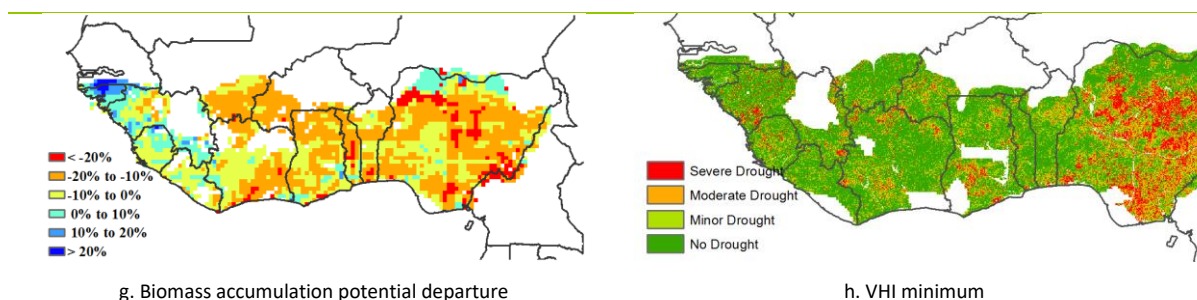 < -20%
-20% to -10%
-10% to 0%
0% to 10%
10% to 20%
> 20%
g. Biomass accumulation potential departure
Severe Drought
Moderate Drought
Minor Drought
No Drought
h. VHI minimum